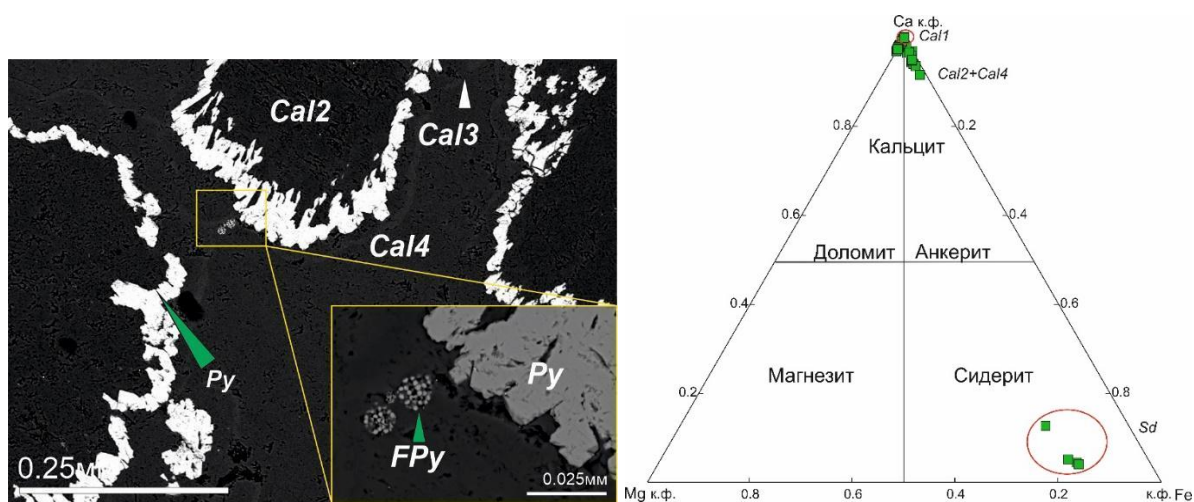 Cal2
Cal3
Cal4
Py
0.25мм
Py
FPy
0.025мм
Ca к.ф.
Cal1
Cal2+Cal4
0.8
0.2
Кальцит
0.6
0.4
Доломит
Анкерит
0.4
0.6
Магнезит
Сидерит
0.2
0.8
Sd
Mg к.ф.
0.8
0.6
0.4
0.2
к.ф. Fe